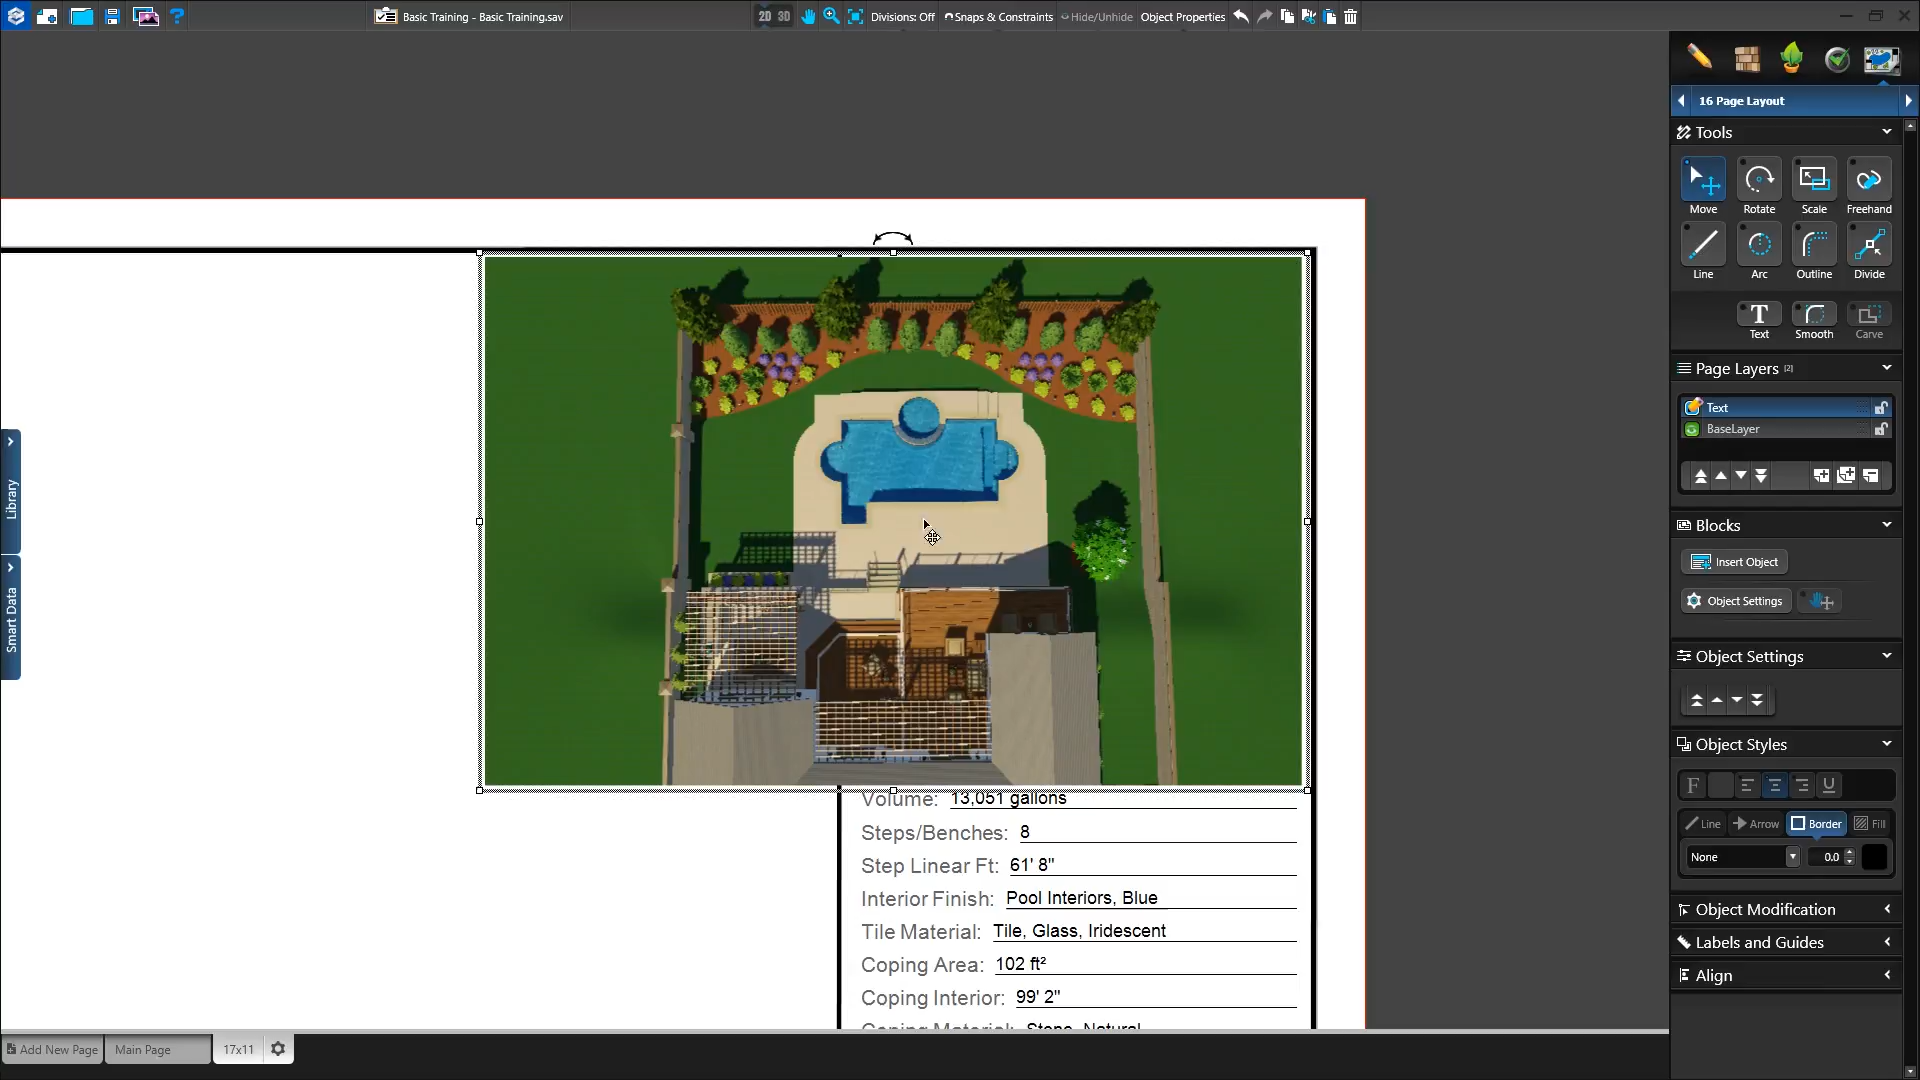 Basic Training - Basic Training.sav
2D 3D
Divisions: Off
Snaps & Constraints
Hide/Unhide
Object Properties
16 Page Layout
Tools
Move
Rotate
Scale
Freehand
Line
Arc
Outline
Divide
T
Text
Smooth
Carve
Page Layers [2]
Text
BaseLayer
Blocks
Insert Object
Object Settings
Object Settings
Object Styles
F
U
Line
Arrow
Border
Fill
None
0.0
Object Modification
Labels and Guides
Align
Library
Smart Data
Volume: 13,051 gallons
Steps/Benches: 8
Step Linear Ft: 61' 8"
Interior Finish: Pool Interiors, Blue
Tile Material: Tile, Glass, Iridescent
Coping Area: 102 ft²
Coping Interior: 99' 2"
Coping Material: Stone, Natural
Add New Page
Main Page
17x11